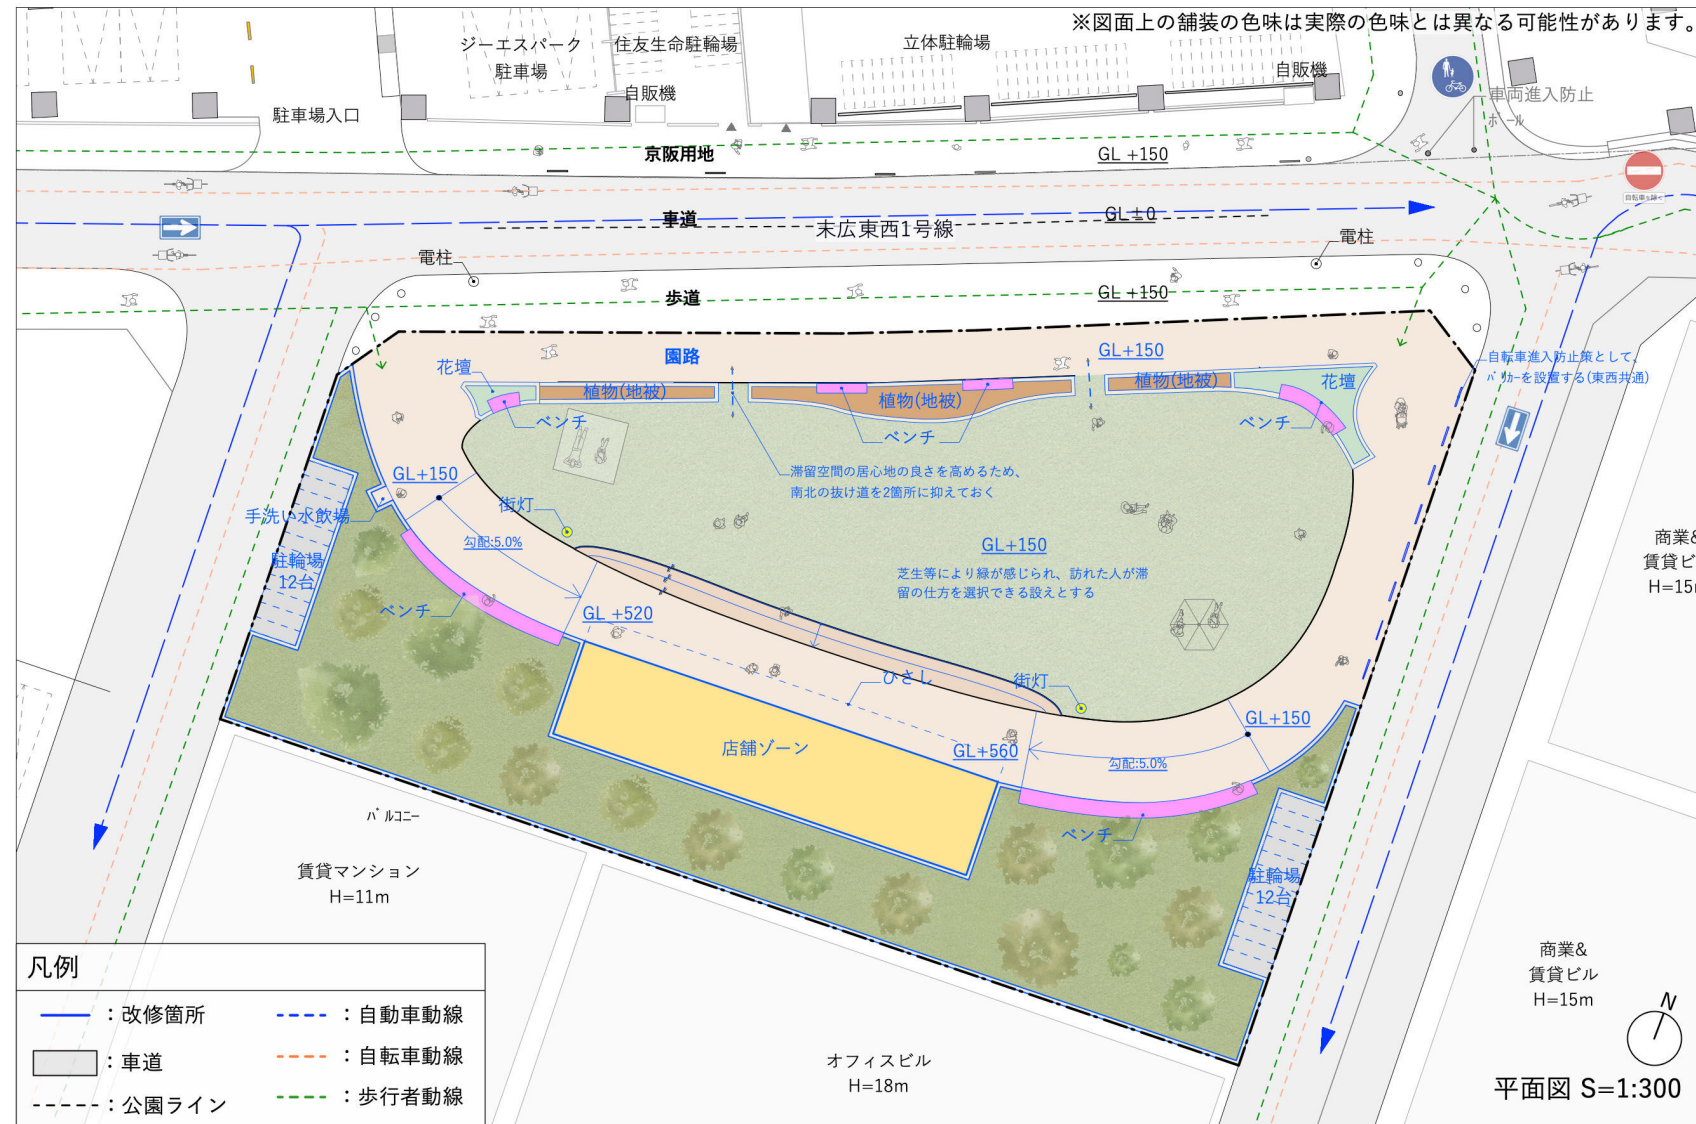 ※図面上の舗装の色味は実際の色味とは異なる可能性があります。
ジーエスパーク
駐車場
住友生命駐輪場
立体駐輪場
自販機
自販機
駐車場入口
車両進入防止
ポール
京阪用地
GL +150
自転車を除く
車道
GL±0
末広東西1号線
電柱
電柱
歩道
GL +150
園路
GL+150
自転車進入防止策として、
バリカーを設置する(東西共通)
花壇
植物(地被)
植物(地被)
植物(地被)
花壇
ベンチ
ベンチ
ベンチ
滞留空間の居心地の良さを高めるため、
南北の抜け道を2箇所に抑えておく
GL+150
手洗い水飲場
街灯
勾配:5.0%
駐輪場
12台
ベンチ
GL+150
芝生等により緑が感じられ、訪れた人が滞
留の仕方を選択できる設えとする
GL +520
ひさし
街灯
GL+150
店舗ゾーン
GL+560
勾配:5.0%
ベンチ
駐輪場
12台
商業&
賃貸ビ
H=15m
バルコニー
賃貸マンション
H=11m
オフィスビル
H=18m
商業&
賃貸ビル
H=15m
N
平面図 S=1:300
凡例
：改修箇所
：自動車動線
：車道
：自転車動線
：公園ライン
：歩行者動線